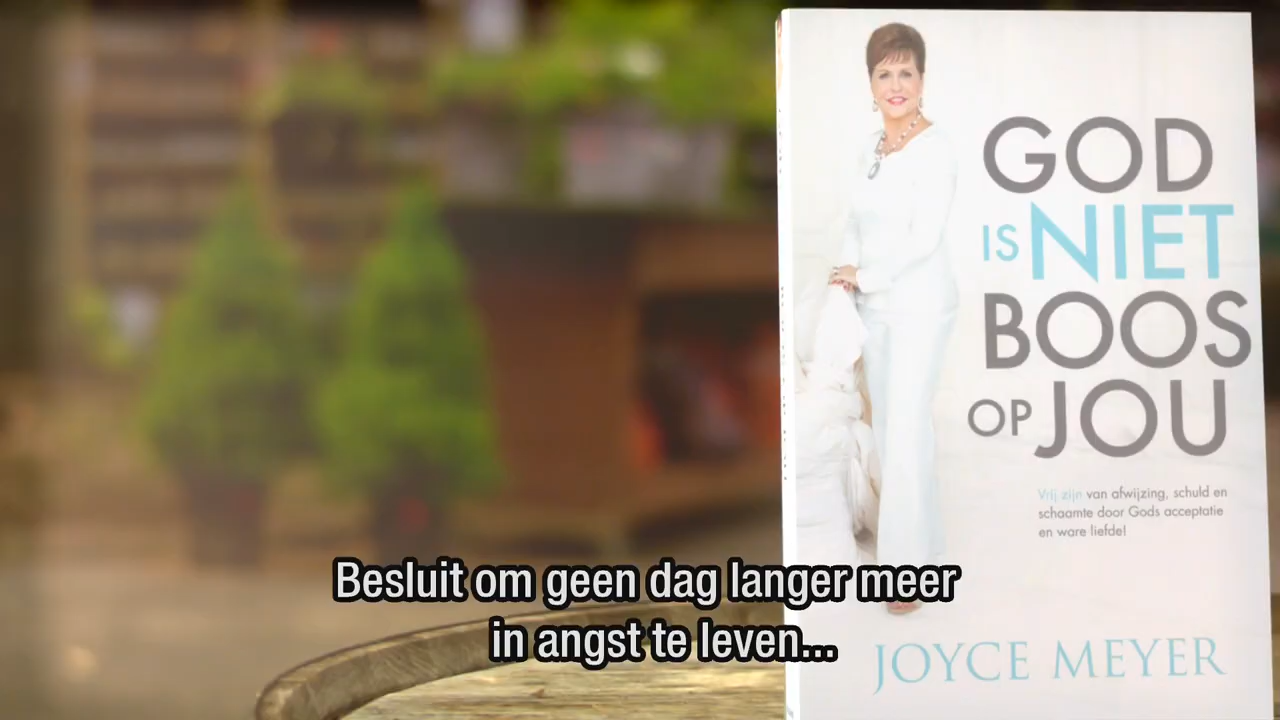 GOD
IS NIET
BOOS
OP JOU
Vrij zijn van afwijzing, schuld en
schaamte door Gods acceptatie
en ware liefde!
JOYCE MEYER
Besluit om geen dag langer meer
in angst te leven...